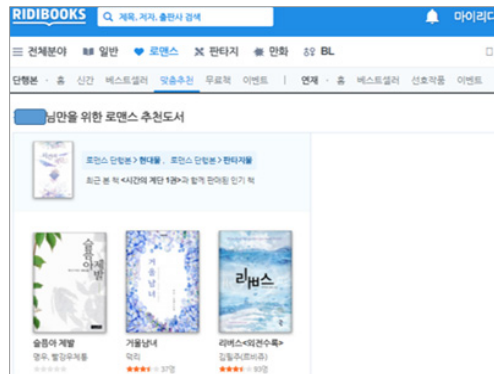 RIDIBOOKS 제목, 저자, 출판사 검색 마이리디
전체분야 일반 로맨스 판타지 만화 BL
단행본 · 홈 신간 베스트셀러 맞춤추천 무료책 이벤트 | 연재 · 홈 베스트셀러 선호작품 이벤트
님만을 위한 로맨스 추천도서
로맨스 단행본 > 현대물 , 로맨스 단행본 > 판타지물
최근 본 책 <시간의 계단 1권>과 함께 판매된 인기 책
슬픔아 제발
겨울남녀
리버스
슬픔아 제발 겨울남녀 리버스<외전수록>
명우, 빨강우체통 덕리 김필주(르비쥬)
37명 93명